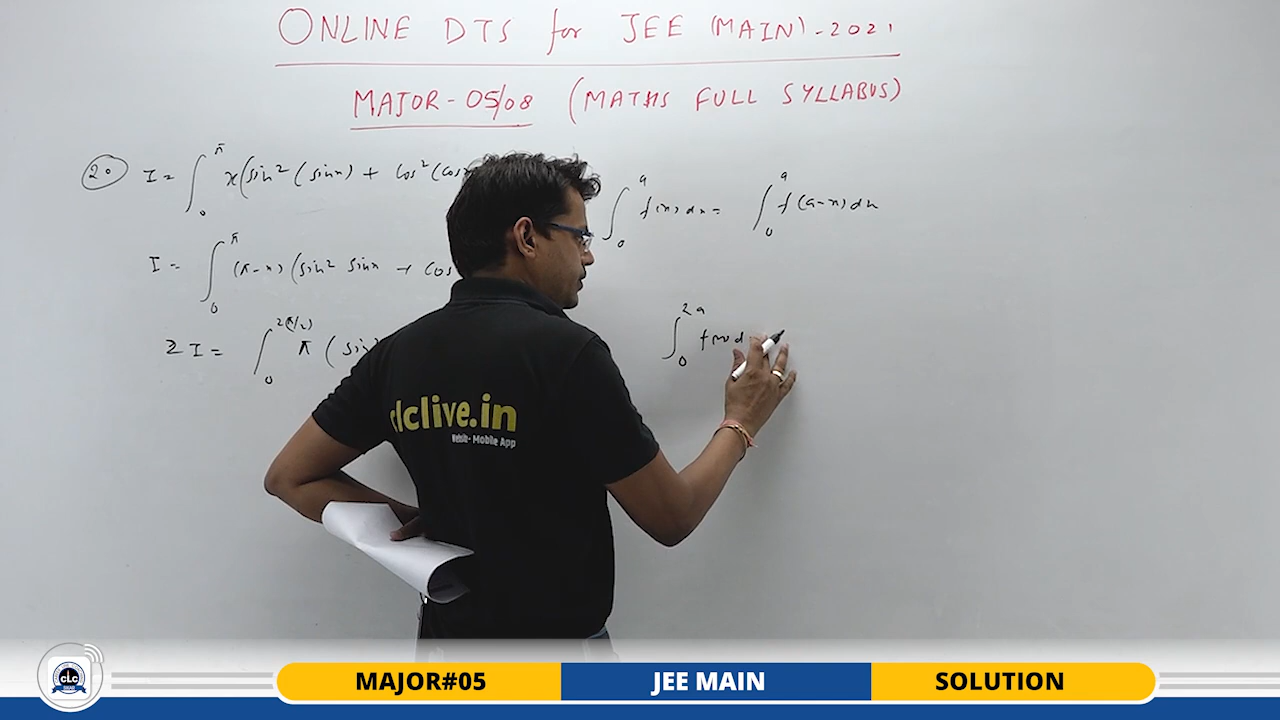 ONLINE DTS for JEE (MAIN) - 2021
MAJOR - 05/08 (MATHS FULL SYLLABUS)
20 I = ∫₀^π x(sin²(sinx) + cos²(cos
∫₀^a f(x)dx = ∫₀^a f(a-x)dx
I = ∫₀^π (π-x)(sin² sinx + cos
2I = ∫₀^2(π/2) π (sin²
∫₀^2a f(x)d
clclive.in
Website - Mobile App
CLC
SIKAR
MAJOR#05
JEE MAIN
SOLUTION